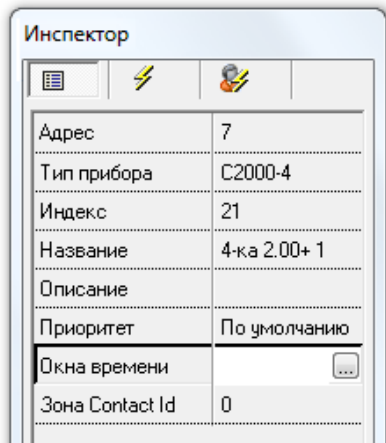 Инспектор
Адрес 7
Тип прибора С2000-4
Индекс 21
Название 4-ка 2.00+ 1
Описание
Приоритет По умолчанию
Окна времени ...
Зона Contact Id 0